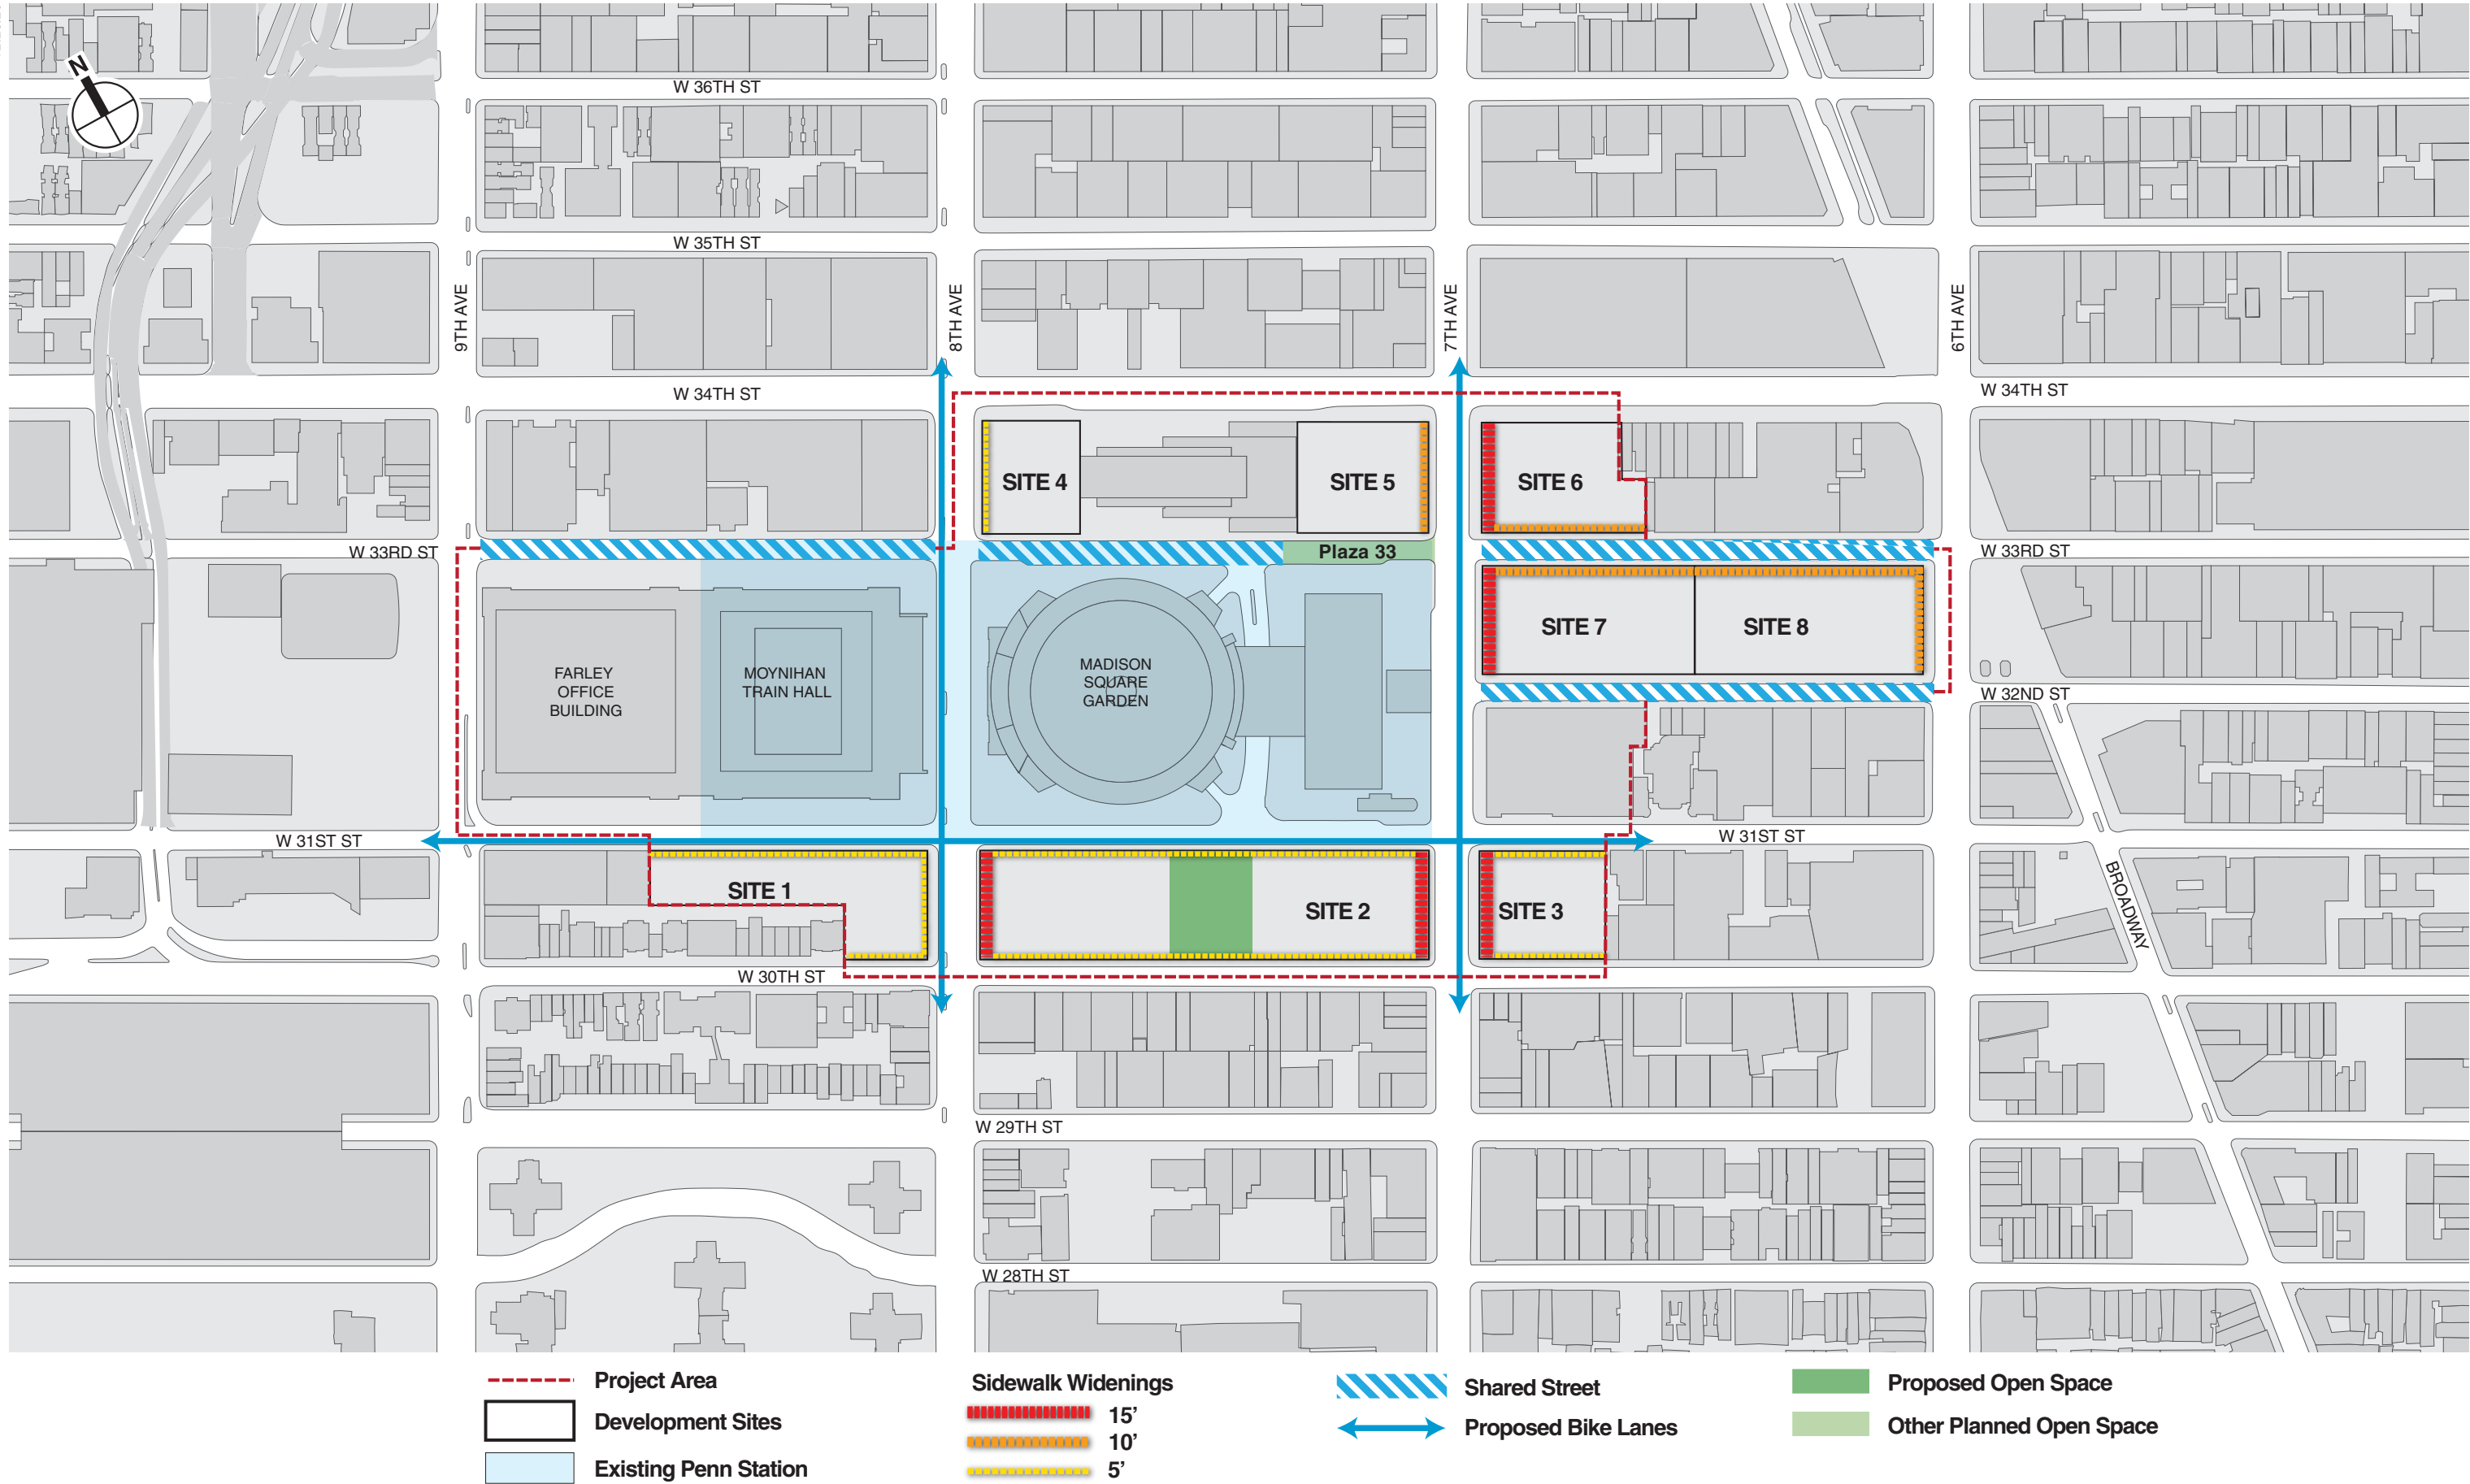 N
W 36TH ST
W 35TH ST
9TH AVE
8TH AVE
7TH AVE
6TH AVE
W 34TH ST
W 34TH ST
SITE 4
SITE 5
SITE 6
W 33RD ST
Plaza 33
W 33RD ST
SITE 7
SITE 8
FARLEY
OFFICE
BUILDING
MOYNIHAN
TRAIN HALL
MADISON
SQUARE
GARDEN
W 32ND ST
W 31ST ST
W 31ST ST
SITE 1
SITE 2
SITE 3
BROADWAY
W 30TH ST
W 29TH ST
W 28TH ST
Project Area
Development Sites
Existing Penn Station
Sidewalk Widenings
15’
10’
5’
Shared Street
Proposed Bike Lanes
Proposed Open Space
Other Planned Open Space